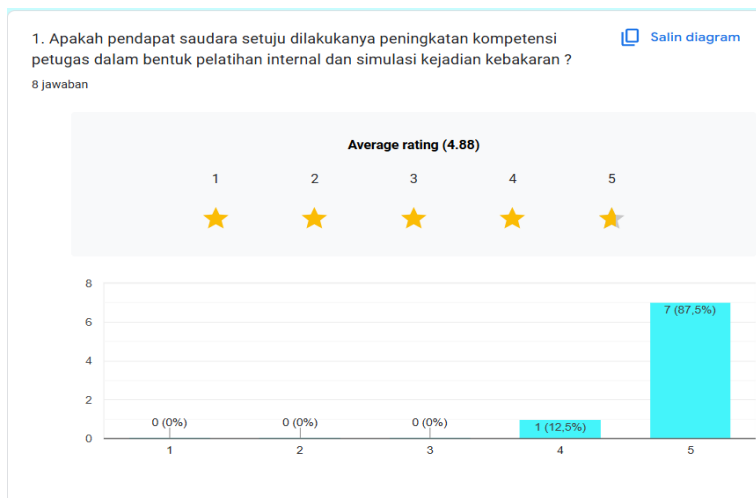 1. Apakah pendapat saudara setuju dilakukanya peningkatan kompetensi
petugas dalam bentuk pelatihan internal dan simulasi kejadian kebakaran ?
Salin diagram
8 jawaban
Average rating (4.88)
1 2 3 4 5
8
6
4
2
0
0 (0%) 0 (0%) 0 (0%) 1 (12,5%) 7 (87,5%)
1 2 3 4 5